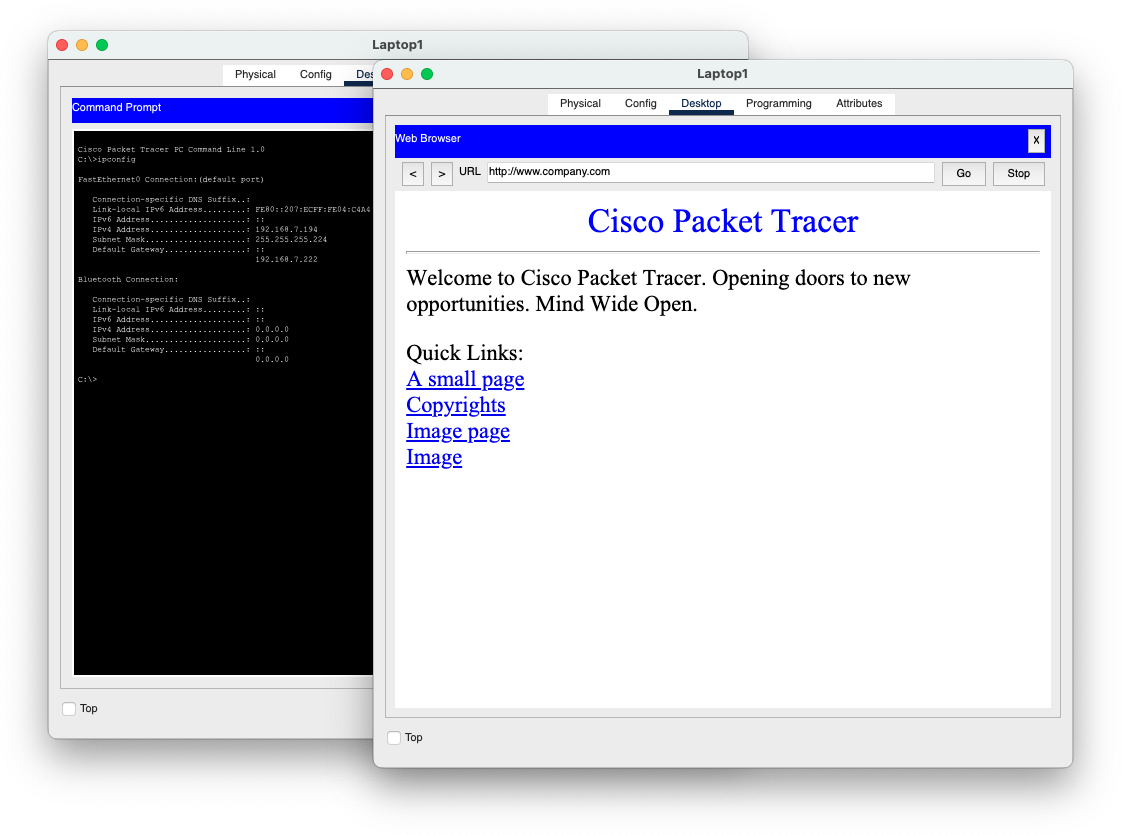 Laptop1
Physical Config Des
Command Prompt
Cisco Packet Tracer PC Command Line 1.0
C:\>ipconfig
FastEthernet0 Connection:(default port)
Connection-specific DNS Suffix..:
Link-local IPv6 Address.........: FE80::207:ECFF:FE04:C4A4
IPv6 Address....................: ::
IPv4 Address....................: 192.168.7.194
Subnet Mask.....................: 255.255.255.224
Default Gateway.................: ::
192.168.7.222
Bluetooth Connection:
Connection-specific DNS Suffix..:
Link-local IPv6 Address.........: ::
IPv6 Address....................: ::
IPv4 Address....................: 0.0.0.0
Subnet Mask.....................: 0.0.0.0
Default Gateway.................: ::
0.0.0.0
C:\>
Top
Laptop1
Physical Config Desktop Programming Attributes
Web Browser X
< > URL http://www.company.com Go Stop
Cisco Packet Tracer
Welcome to Cisco Packet Tracer. Opening doors to new
opportunities. Mind Wide Open.
Quick Links:
A small page
Copyrights
Image page
Image
Top